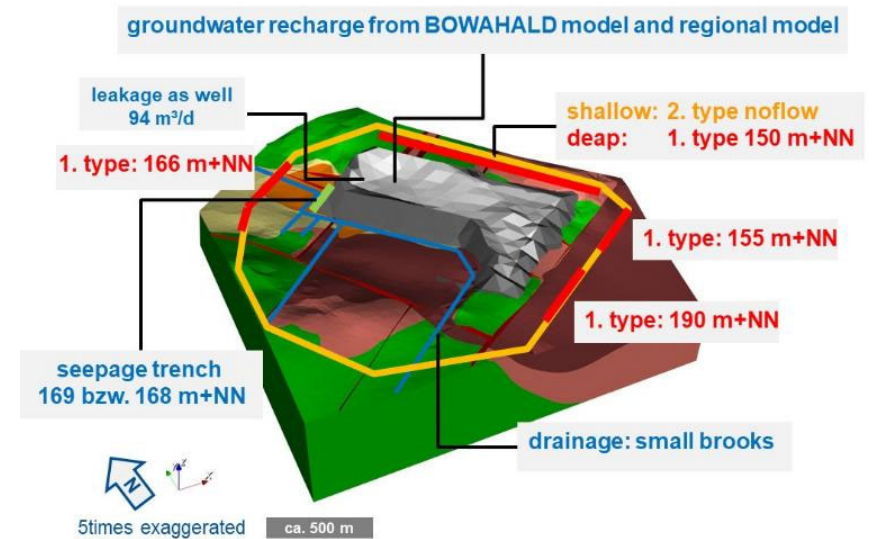 groundwater recharge from BOWAHALD model and regional model
leakage as well
94 m³/d
shallow: 2. type noflow
deap: 1. type 150 m+NN
1. type: 166 m+NN
1. type: 155 m+NN
1. type: 190 m+NN
seepage trench
169 bzw. 168 m+NN
drainage: small brooks
N
5times exaggerated
ca. 500 m